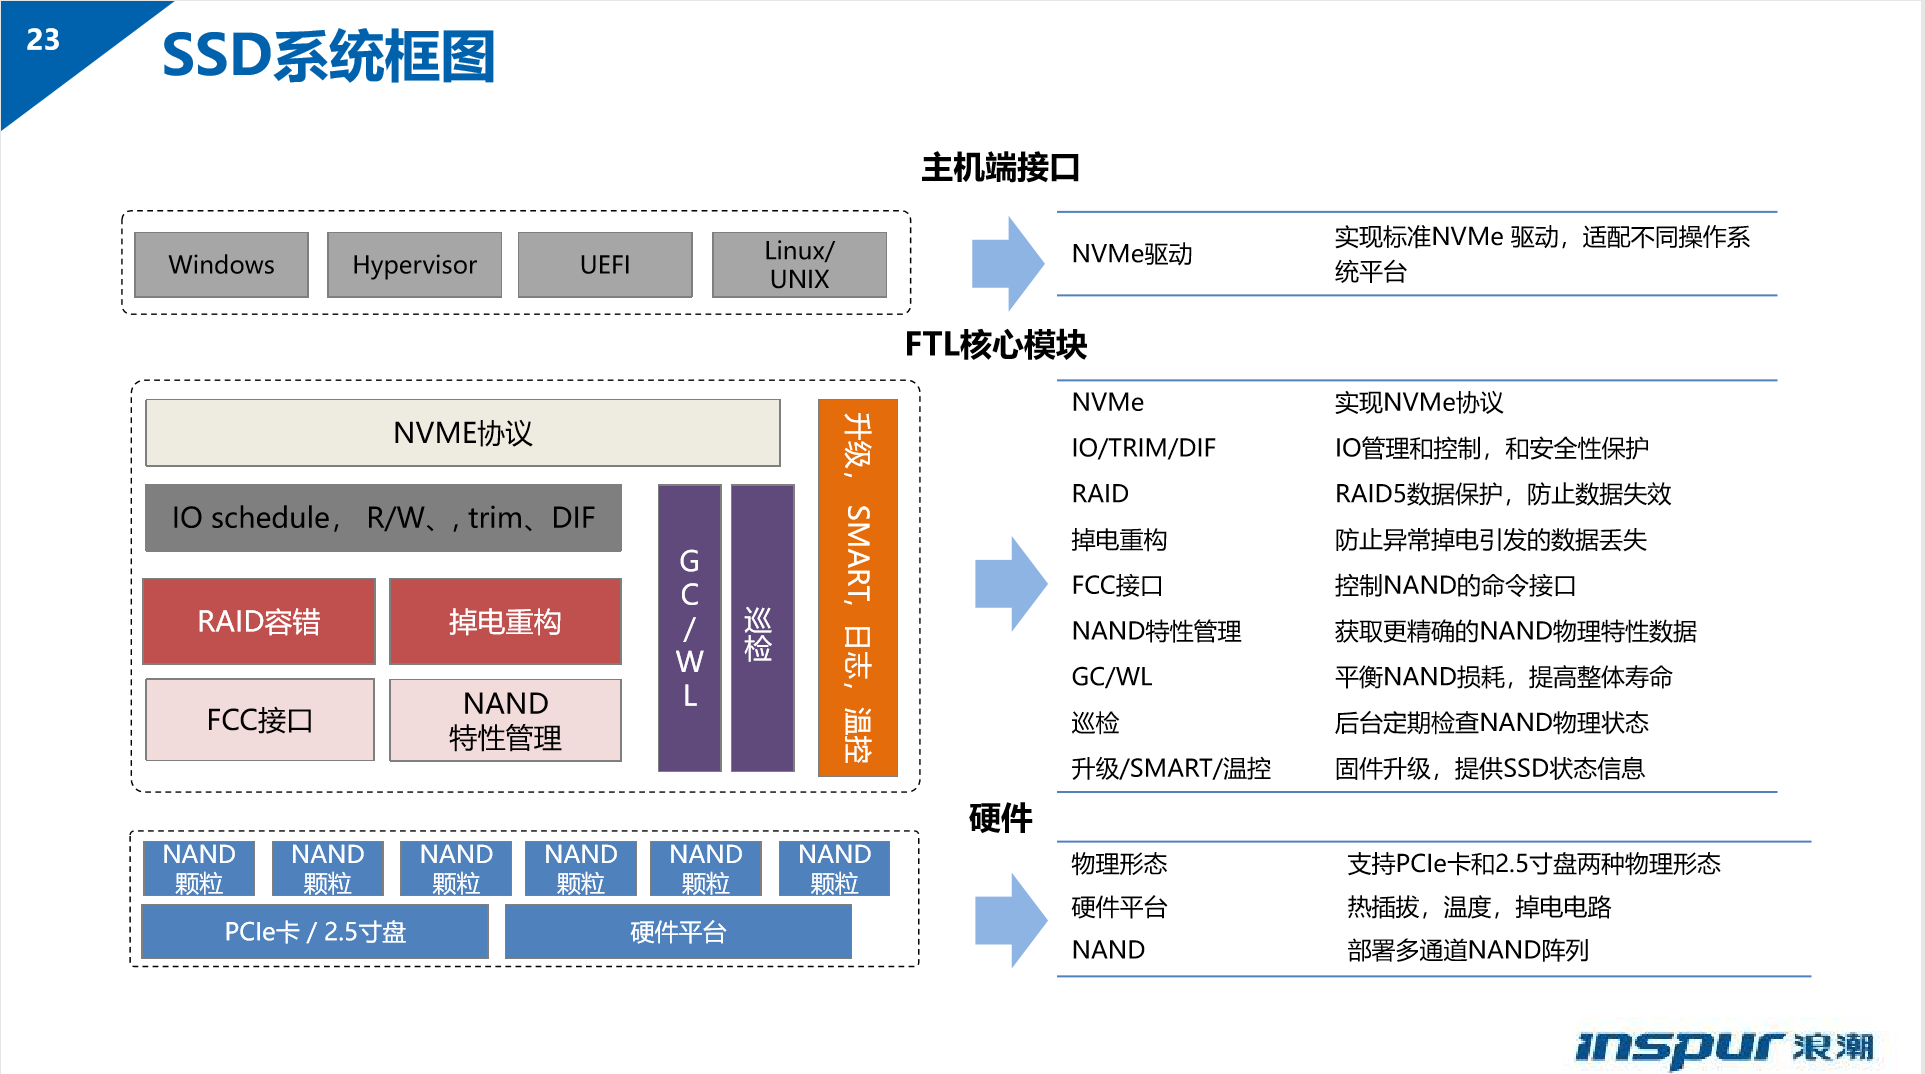 23
SSD系统框图
主机端接口
Windows
Hypervisor
UEFI
Linux/
UNIX
NVMe驱动
实现标准NVMe 驱动，适配不同操作系
统平台
FTL核心模块
NVME协议
IO schedule， R/W、, trim、DIF
RAID容错
掉电重构
FCC接口
NAND
特性管理
GC/WL
巡检
升级， SMART, 日志，温控
NVMe
实现NVMe协议
IO/TRIM/DIF
IO管理和控制，和安全性保护
RAID
RAID5数据保护，防止数据失效
掉电重构
防止异常掉电引发的数据丢失
FCC接口
控制NAND的命令接口
NAND特性管理
获取更精确的NAND物理特性数据
GC/WL
平衡NAND损耗，提高整体寿命
巡检
后台定期检查NAND物理状态
升级/SMART/温控
固件升级，提供SSD状态信息
硬件
NAND
颗粒
NAND
颗粒
NAND
颗粒
NAND
颗粒
NAND
颗粒
NAND
颗粒
PCIe卡 / 2.5寸盘
硬件平台
物理形态
支持PCIe卡和2.5寸盘两种物理形态
硬件平台
热插拔，温度，掉电电路
NAND
部署多通道NAND阵列
inspur 浪潮